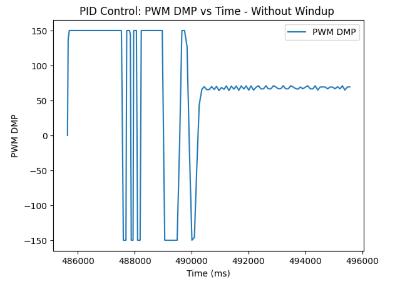 PID Control: PWM DMP vs Time - Without Windup
PWM DMP
150
100
50
0
−50
−100
−150
PWM DMP
486000 488000 490000 492000 494000 496000
Time (ms)